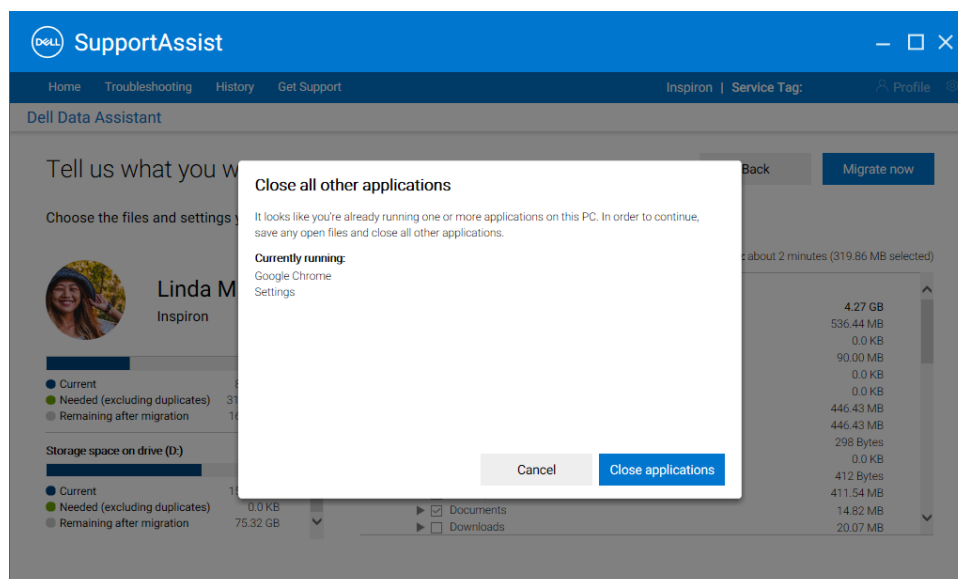 DELL SupportAssist
Home Troubleshooting History Get Support Inspiron | Service Tag: Profile
Dell Data Assistant
Tell us what you
Back
Migrate now
Choose the files and settings
about 2 minutes (319.86 MB selected)
Linda M
Inspiron
Current
Needed (excluding duplicates)
Remaining after migration
Storage space on drive (D:)
Current
Needed (excluding duplicates) 0.0 KB
Remaining after migration 75.32 GB
Close all other applications
It looks like you're already running one or more applications on this PC. In order to continue,
save any open files and close all other applications.
Currently running:
Google Chrome
Settings
Cancel
Close applications
4.27 GB
536.44 MB
0.0 KB
90.00 MB
0.0 KB
0.0 KB
446.43 MB
446.43 MB
298 Bytes
0.0 KB
412 Bytes
411.54 MB
Documents 14.82 MB
Downloads 20.07 MB